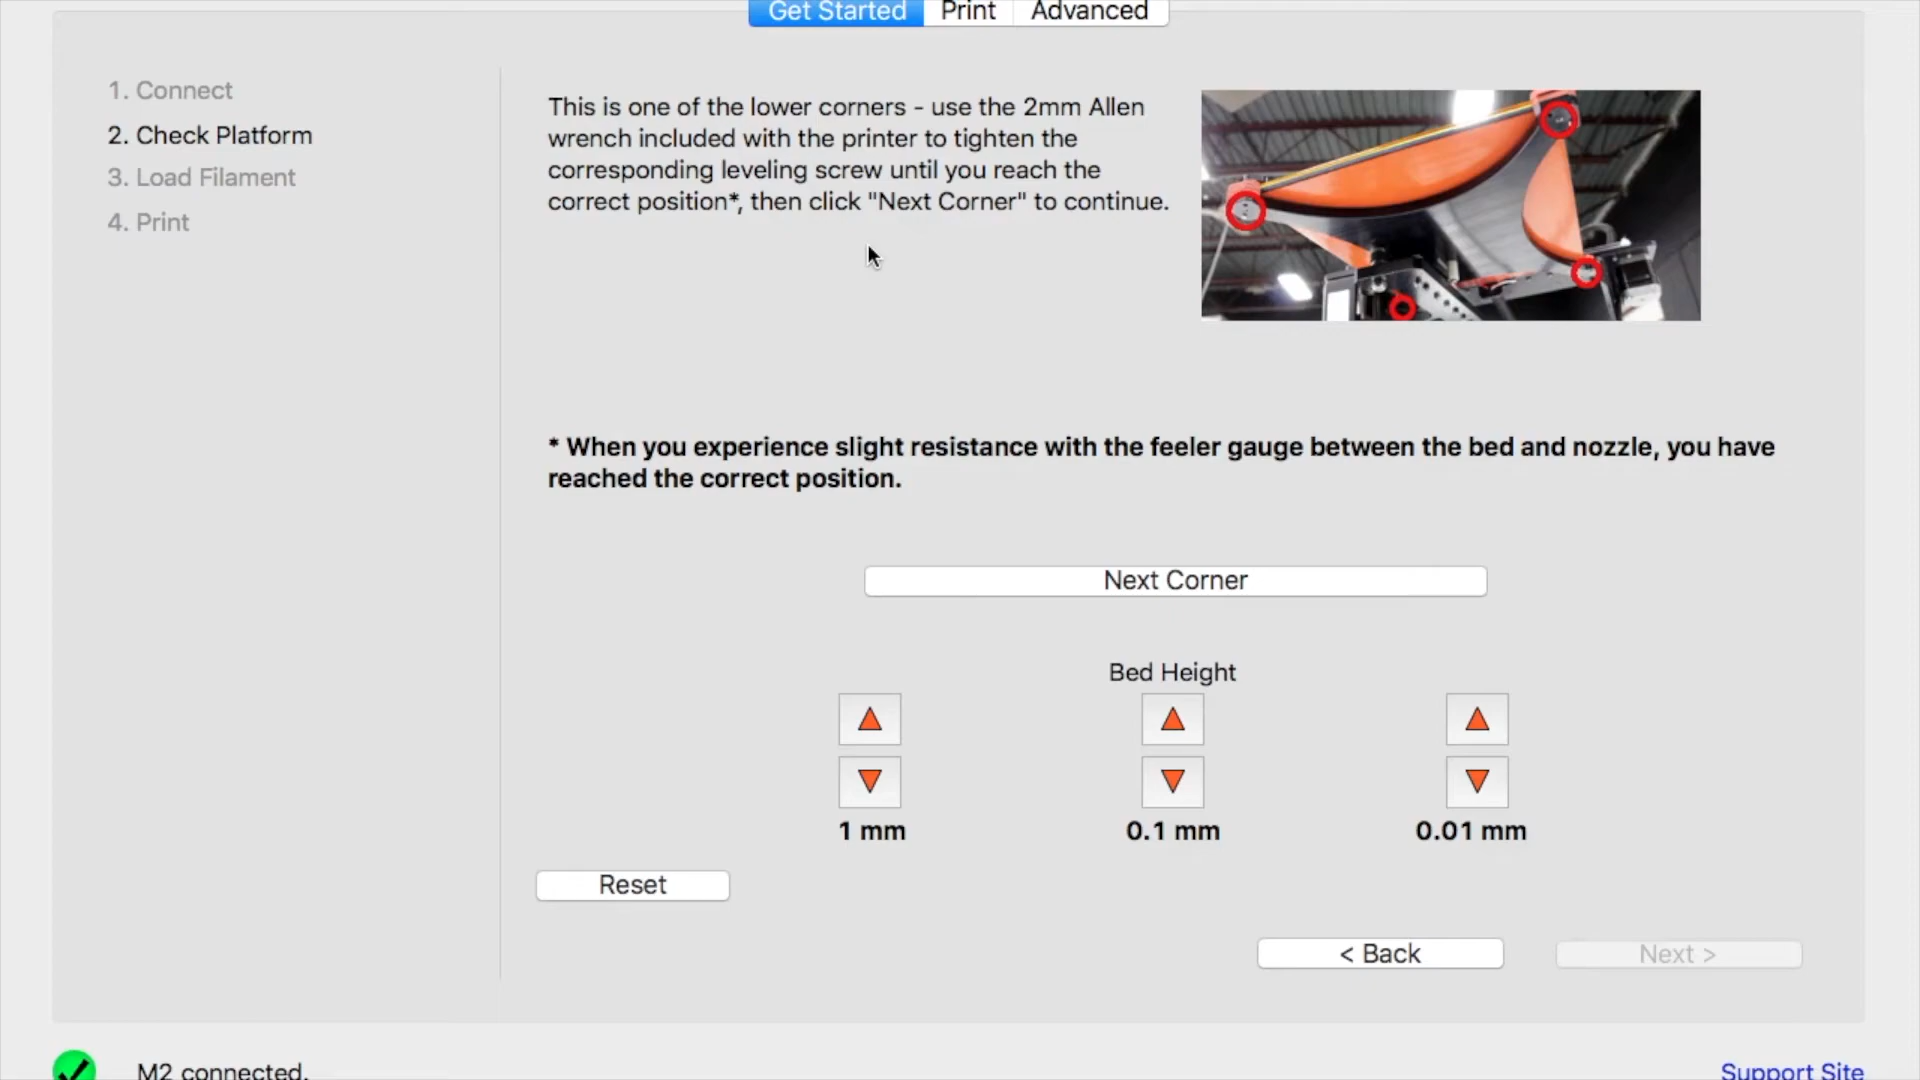 Get Started Print Advanced
1. Connect
2. Check Platform
3. Load Filament
4. Print
This is one of the lower corners - use the 2mm Allen
wrench included with the printer to tighten the
corresponding leveling screw until you reach the
correct position*, then click "Next Corner" to continue.
* When you experience slight resistance with the feeler gauge between the bed and nozzle, you have
reached the correct position.
Next Corner
Bed Height
1 mm 0.1 mm 0.01 mm
Reset
< Back Next >
M2 connected. Support Site